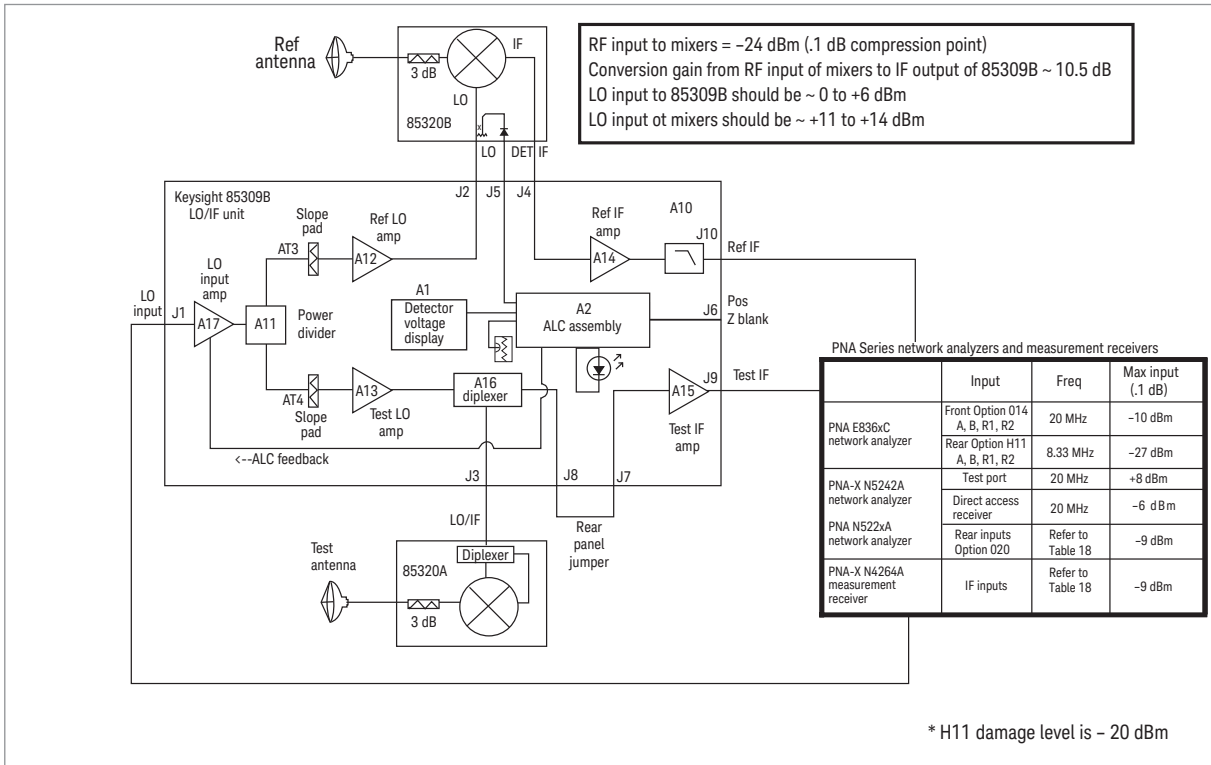 Ref
antenna
3 dB
IF
LO
85320B
LO
DET
IF
RF input to mixers = –24 dBm (.1 dB compression point)
Conversion gain from RF input of mixers to IF output of 85309B ~ 10.5 dB
LO input to 85309B should be ~ 0 to +6 dBm
LO input ot mixers should be ~ +11 to +14 dBm
Keysight 85309B
LO/IF unit
J2
J5
J4
Slope
pad
AT3
Ref LO
amp
A12
Ref IF
amp
A14
A10
J10
Ref IF
LO
input
J1
LO
input
amp
A17
A11
Power
divider
A1
Detector
voltage
display
A2
ALC assembly
J6
Pos
Z blank
AT4
Slope
pad
A13
Test LO
amp
A16
diplexer
A15
Test IF
amp
J9
Test IF
<--ALC feedback
J3
J8
J7
LO/IF
Rear
panel
jumper
Test
antenna
3 dB
85320A
Diplexer
PNA Series network analyzers and measurement receivers
Input
Freq
Max input
(.1 dB)
PNA E836xC
network analyzer
Front Option 014
A, B, R1, R2
20 MHz
–10 dBm
Rear Option H11
A, B, R1, R2
8.33 MHz
–27 dBm
PNA-X N5242A
network analyzer
PNA N522xA
network analyzer
Test port
20 MHz
+8 dBm
Direct access
receiver
20 MHz
–6 dBm
Rear inputs
Option 020
Refer to
Table 18
–9 dBm
PNA-X N4264A
measurement
receiver
IF inputs
Refer to
Table 18
–9 dBm
* H11 damage level is – 20 dBm